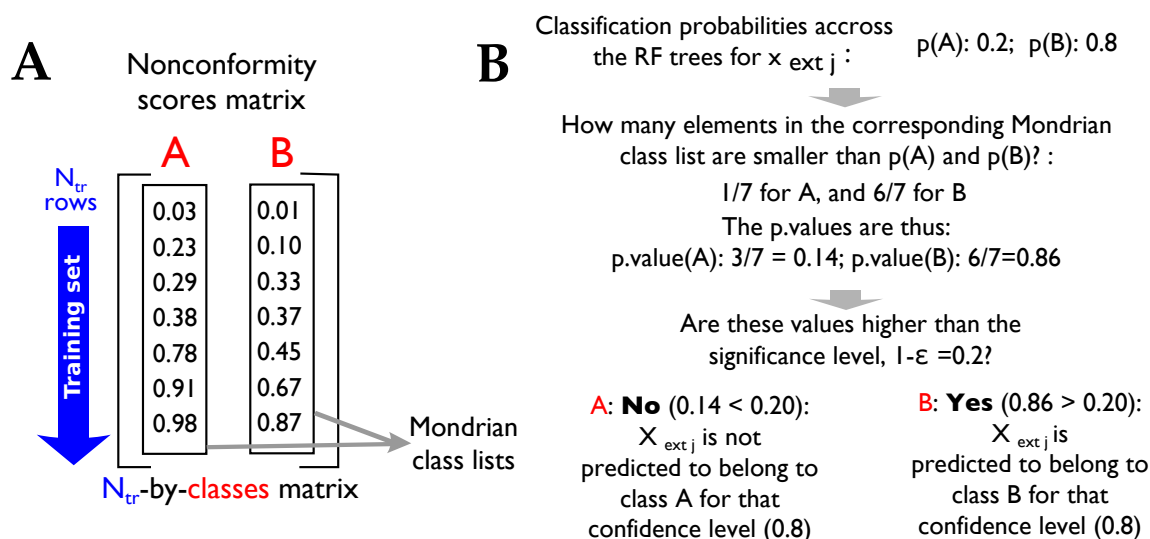 A
Nonconformity
scores matrix
A B
N tr
rows
Training set
0.03 0.01
0.23 0.10
0.29 0.33
0.38 0.37
0.78 0.45
0.91 0.67
0.98 0.87
Mondrian
class lists
N tr-by-classes matrix
B
Classification probabilities accross
the RF trees for x ext j : p(A): 0.2; p(B): 0.8
How many elements in the corresponding Mondrian
class list are smaller than p(A) and p(B)? :
1/7 for A, and 6/7 for B
The p.values are thus:
p.value(A): 3/7 = 0.14; p.value(B): 6/7=0.86
Are these values higher than the
significance level, 1-ε =0.2?
A: No (0.14 < 0.20):
X ext j is not
predicted to belong to
class A for that
confidence level (0.8)
B: Yes (0.86 > 0.20):
X ext j is
predicted to belong to
class B for that
confidence level (0.8)